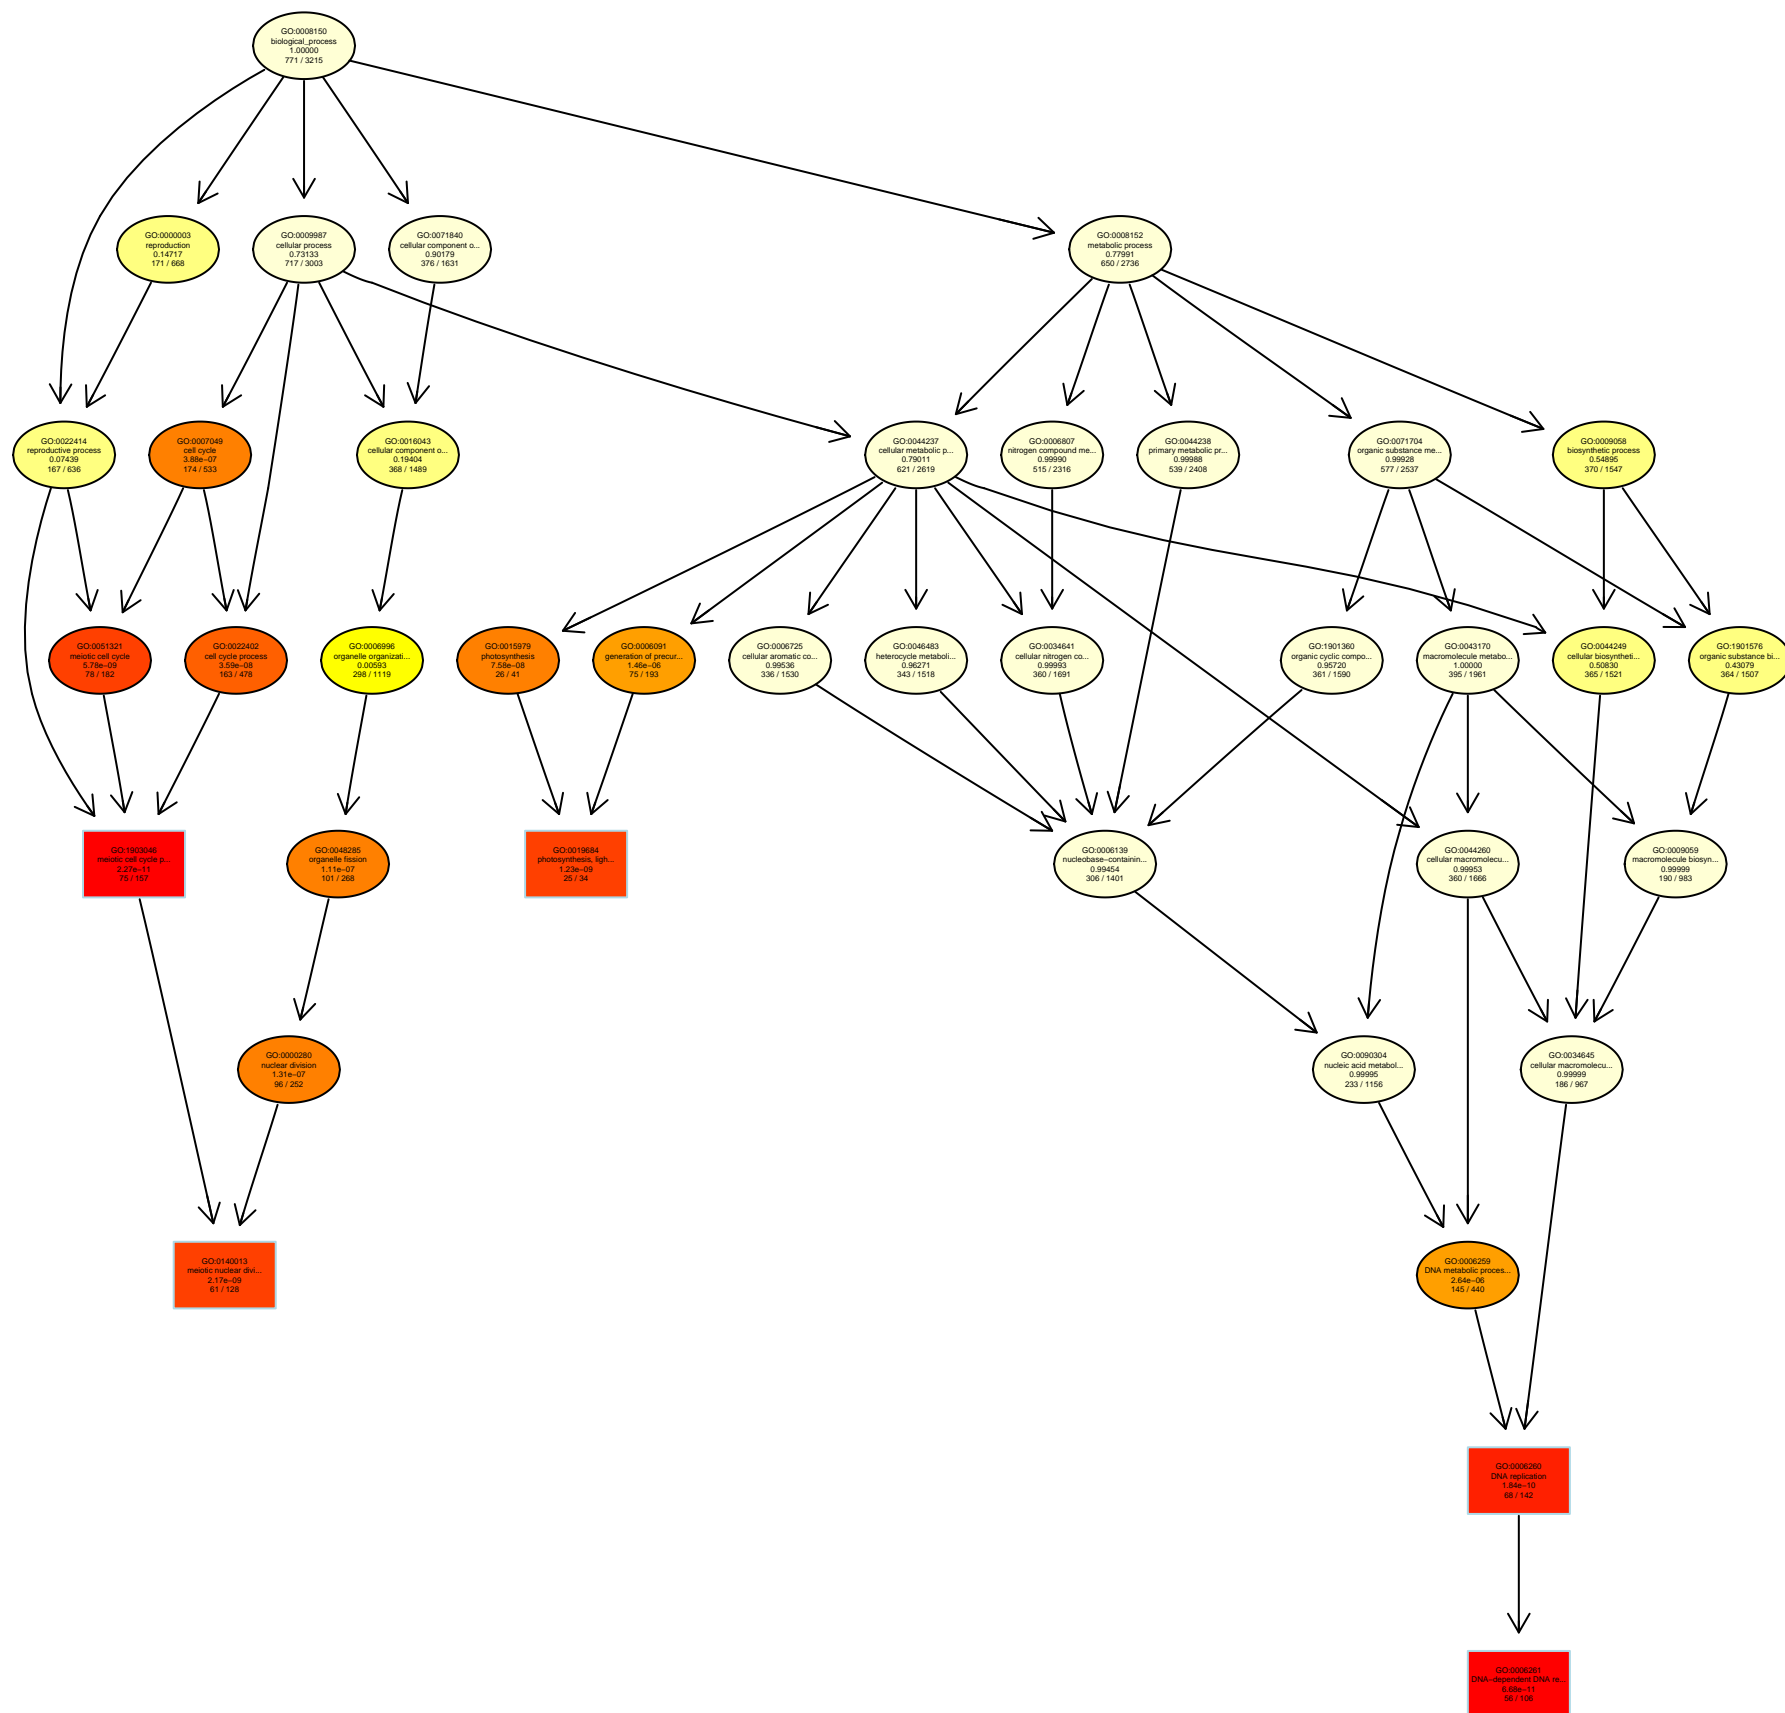 GO:0008150
biological_process
1.00000
771 / 3215
GO:0000003
reproduction
0.14717
171 / 668
GO:0009987
cellular process
0.73133
717 / 3003
GO:0071840
cellular component o...
0.90179
376 / 1631
GO:0008152
metabolic process
0.77991
650 / 2736
GO:0022414
reproductive process
0.07439
167 / 636
GO:0007049
cell cycle
3.88e−07
174 / 533
GO:0016043
cellular component o...
0.19404
368 / 1489
GO:0044237
cellular metabolic p...
0.79011
621 / 2619
GO:0006807
nitrogen compound me...
0.99990
515 / 2316
GO:0044238
primary metabolic pr...
0.99988
539 / 2408
GO:0071704
organic substance me...
0.99928
577 / 2537
GO:0009058
biosynthetic process
0.54895
370 / 1547
GO:0051321
meiotic cell cycle
5.78e−09
78 / 182
GO:0022402
cell cycle process
3.59e−08
163 / 478
GO:0006996
organelle organizati...
0.00593
298 / 1119
GO:0015979
photosynthesis
7.58e−08
26 / 41
GO:0006091
generation of precur...
1.46e−06
75 / 193
GO:0006725
cellular aromatic co...
0.99536
336 / 1530
GO:0046483
heterocycle metaboli...
0.96271
343 / 1518
GO:0034641
cellular nitrogen co...
0.99993
360 / 1691
GO:1901360
organic cyclic compo...
0.95720
361 / 1590
GO:0043170
macromolecule metabo...
1.00000
395 / 1961
GO:0044249
cellular biosyntheti...
0.50830
365 / 1521
GO:1901576
organic substance bi...
0.43079
364 / 1507
GO:1903046
meiotic cell cycle p...
2.27e−11
75 / 157
GO:0048285
organelle fission
1.11e−07
101 / 268
GO:0019684
photosynthesis, ligh...
1.23e−09
25 / 34
GO:0006139
nucleobase−containin...
0.99454
306 / 1401
GO:0044260
cellular macromolecu...
0.99953
360 / 1666
GO:0009059
macromolecule biosyn...
0.99999
190 / 983
GO:0000280
nuclear division
1.31e−07
96 / 252
GO:0090304
nucleic acid metabol...
0.99995
233 / 1156
GO:0034645
cellular macromolecu...
0.99999
186 / 967
GO:0140013
meiotic nuclear divi...
2.17e−09
61 / 128
GO:0006259
DNA metabolic proces...
2.64e−06
145 / 440
GO:0006260
DNA replication
1.84e−10
68 / 142
GO:0006261
DNA−dependent DNA re...
6.68e−11
56 / 106